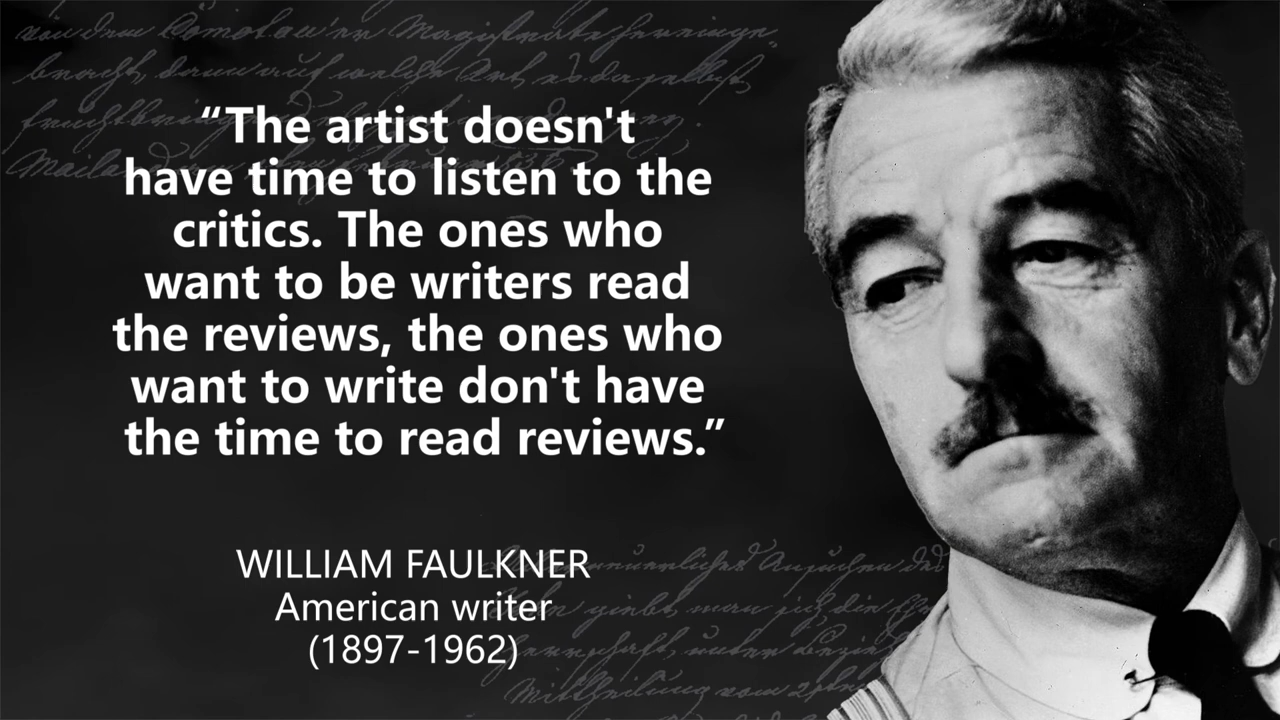 “The artist doesn't
have time to listen to the
critics. The ones who
want to be writers read
the reviews, the ones who
want to write don't have
the time to read reviews.”
WILLIAM FAULKNER
American writer
(1897-1962)